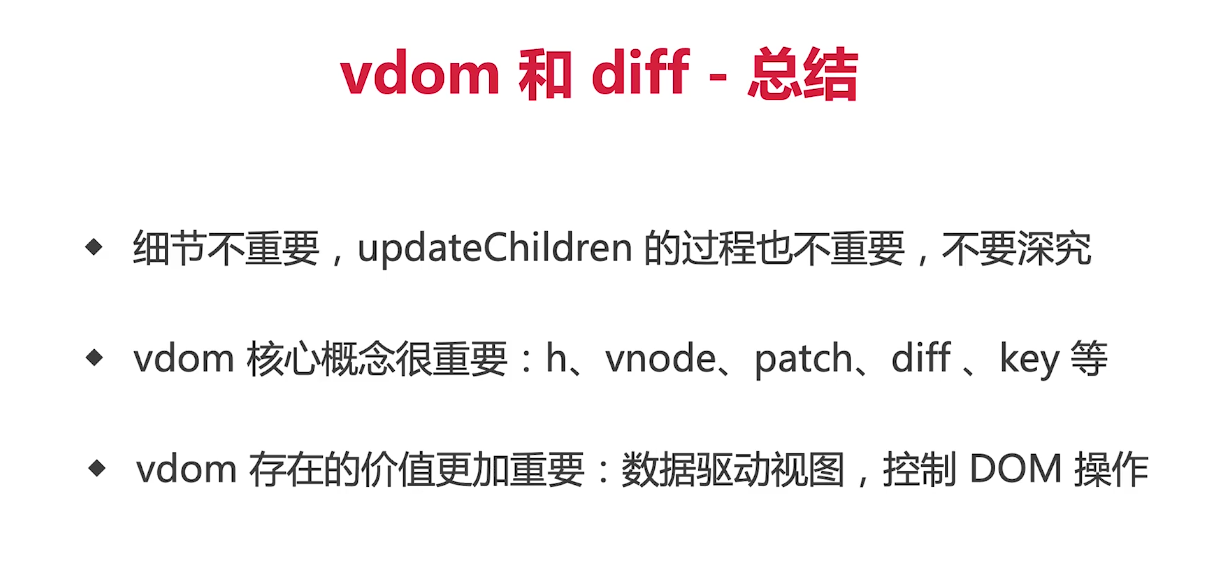 vdom 和 diff - 总结
◆ 细节不重要，updateChildren 的过程也不重要，不要深究
◆ vdom 核心概念很重要：h、vnode、patch、diff 、key 等
◆ vdom 存在的价值更加重要：数据驱动视图，控制 DOM 操作